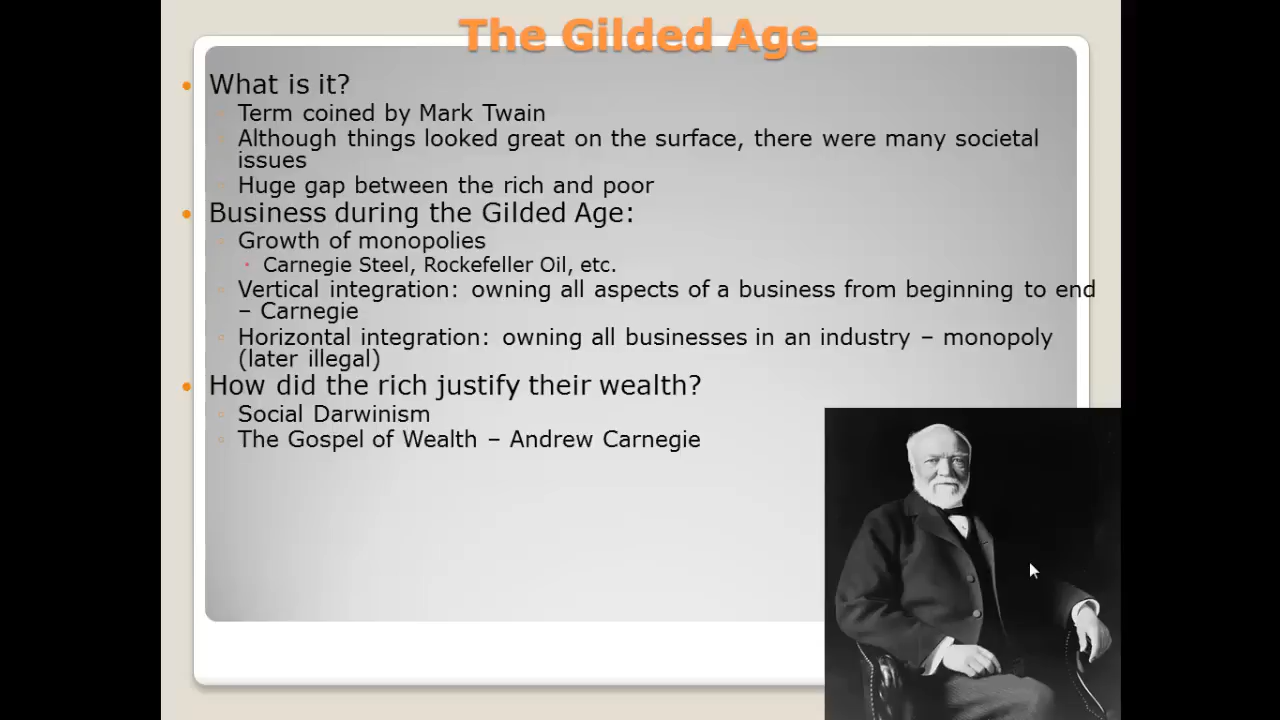 The Gilded Age
What is it?
Term coined by Mark Twain
Although things looked great on the surface, there were many societal
issues
Huge gap between the rich and poor
Business during the Gilded Age:
Growth of monopolies
Carnegie Steel, Rockefeller Oil, etc.
Vertical integration: owning all aspects of a business from beginning to end
– Carnegie
Horizontal integration: owning all businesses in an industry – monopoly
(later illegal)
How did the rich justify their wealth?
Social Darwinism
The Gospel of Wealth – Andrew Carnegie